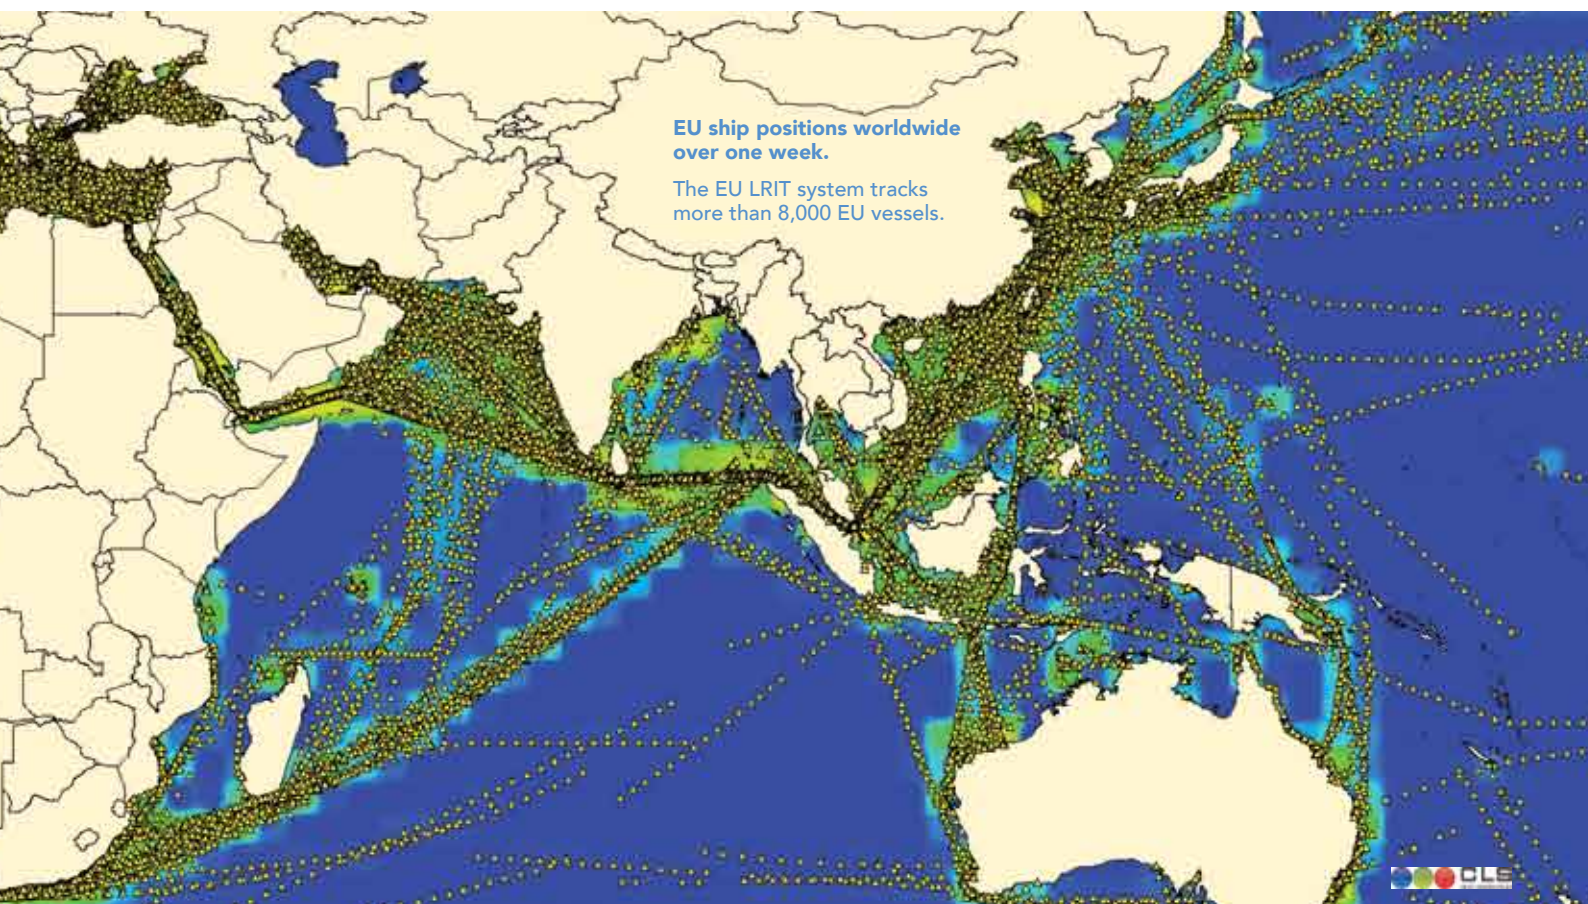 EU ship positions worldwide
over one week.
The EU LRIT system tracks
more than 8,000 EU vessels.
CLS